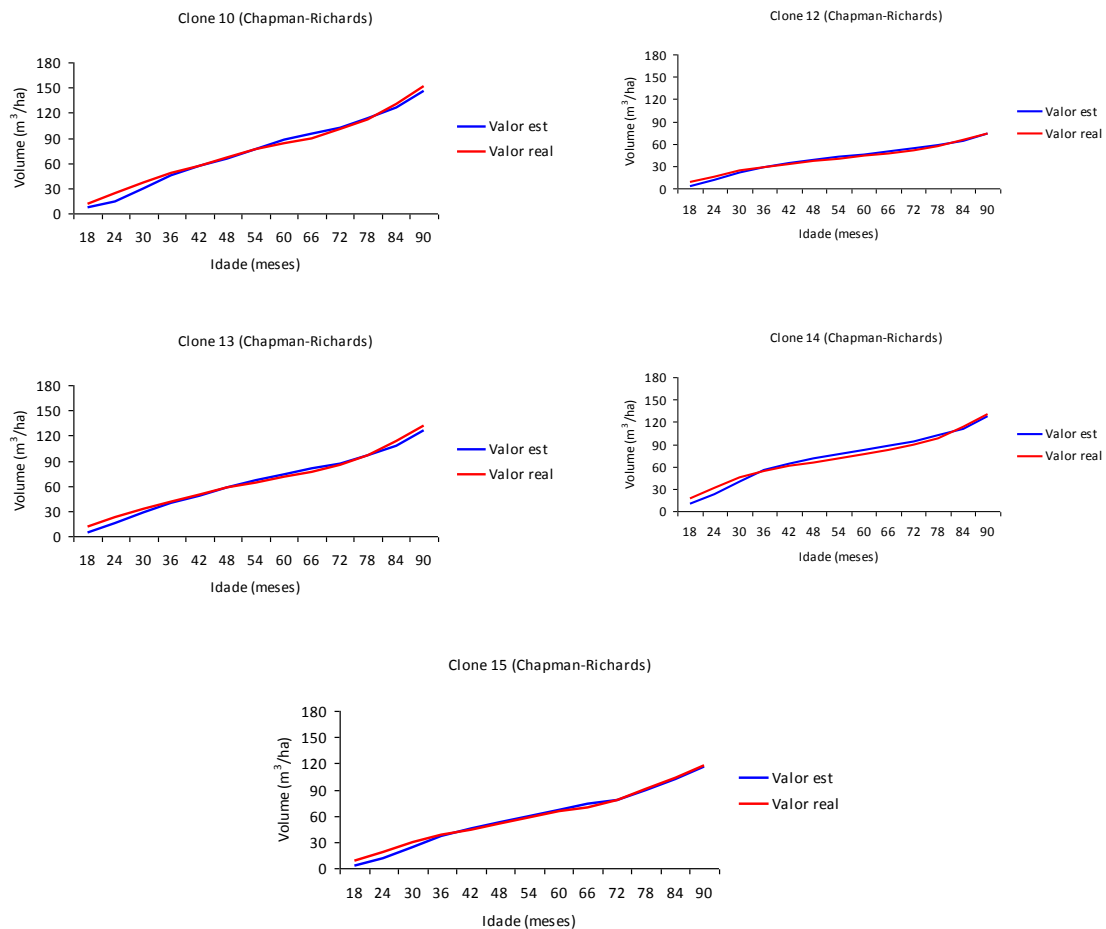 Clone 10 (Chapman-Richards)
180
150
120
90
60
30
0
Volume (m³/ha)
18 24 30 36 42 48 54 60 66 72 78 84 90
Idade (meses)
Valor est
Valor real
Clone 12 (Chapman-Richards)
180
150
120
90
60
30
0
Volume (m³/ha)
18 24 30 36 42 48 54 60 66 72 78 84 90
Idade (meses)
Valor est
Valor real
Clone 13 (Chapman-Richards)
180
150
120
90
60
30
0
Volume (m³/ha)
18 24 30 36 42 48 54 60 66 72 78 84 90
Idade (meses)
Valor est
Valor real
Clone 14 (Chapman-Richards)
180
150
120
90
60
30
0
Volume (m³/ha)
18 24 30 36 42 48 54 60 66 72 78 84 90
Idade (meses)
Valor est
Valor real
Clone 15 (Chapman-Richards)
180
150
120
90
60
30
0
Volume (m³/ha)
18 24 30 36 42 48 54 60 66 72 78 84 90
Idade (meses)
Valor est
Valor real